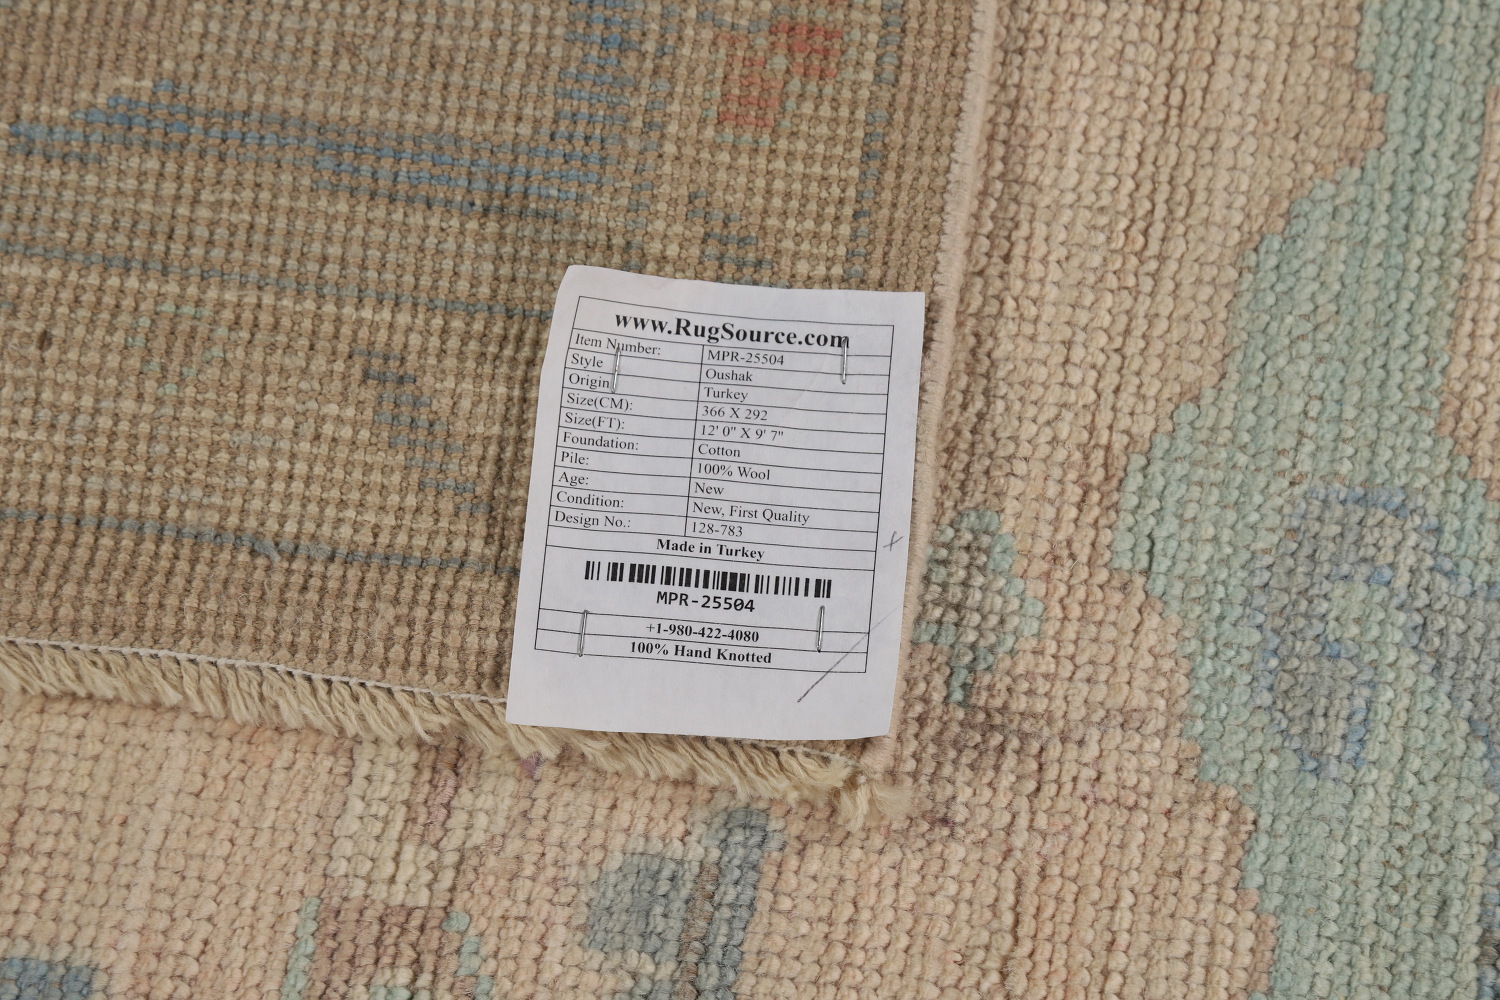 www.RugSource.com
Item Number: MPR-25504
Style Oushak
Origin Turkey
Size(CM): 366 X 292
Size(FT): 12' 0" X 9' 7"
Foundation: Cotton
Pile: 100% Wool
Age: New
Condition: New, First Quality
Design No.: 128-783
Made in Turkey
MPR-25504
+1-980-422-4080
100% Hand Knotted